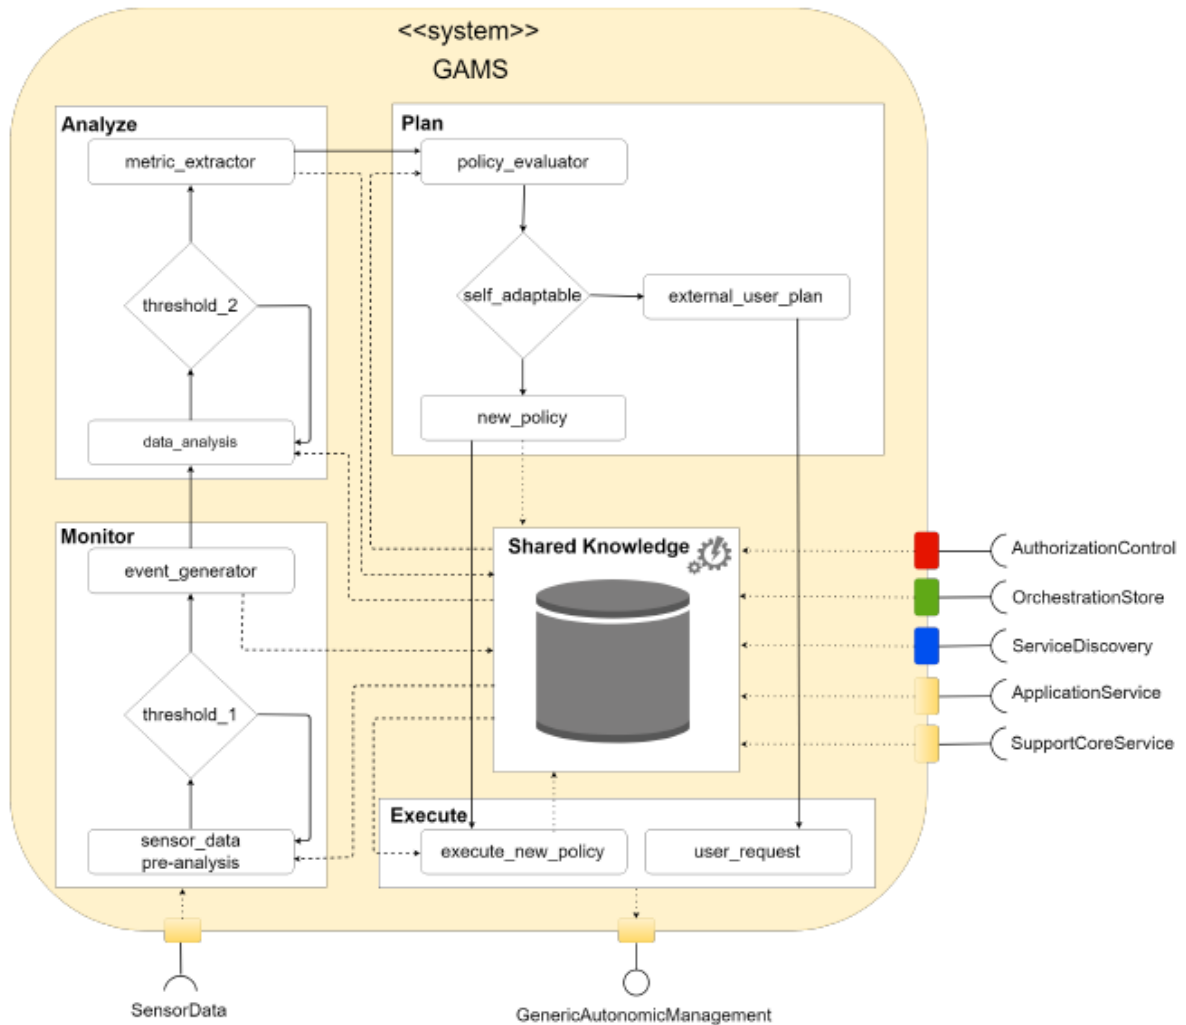 <<system>>
GAMS
Analyze
metric_extractor
threshold_2
data_analysis
Plan
policy_evaluator
self_adaptable
external_user_plan
new_policy
Monitor
event_generator
threshold_1
sensor_data
pre-analysis
Shared Knowledge
Execute
execute_new_policy
user_request
AuthorizationControl
OrchestrationStore
ServiceDiscovery
ApplicationService
SupportCoreService
SensorData
GenericAutonomicManagement